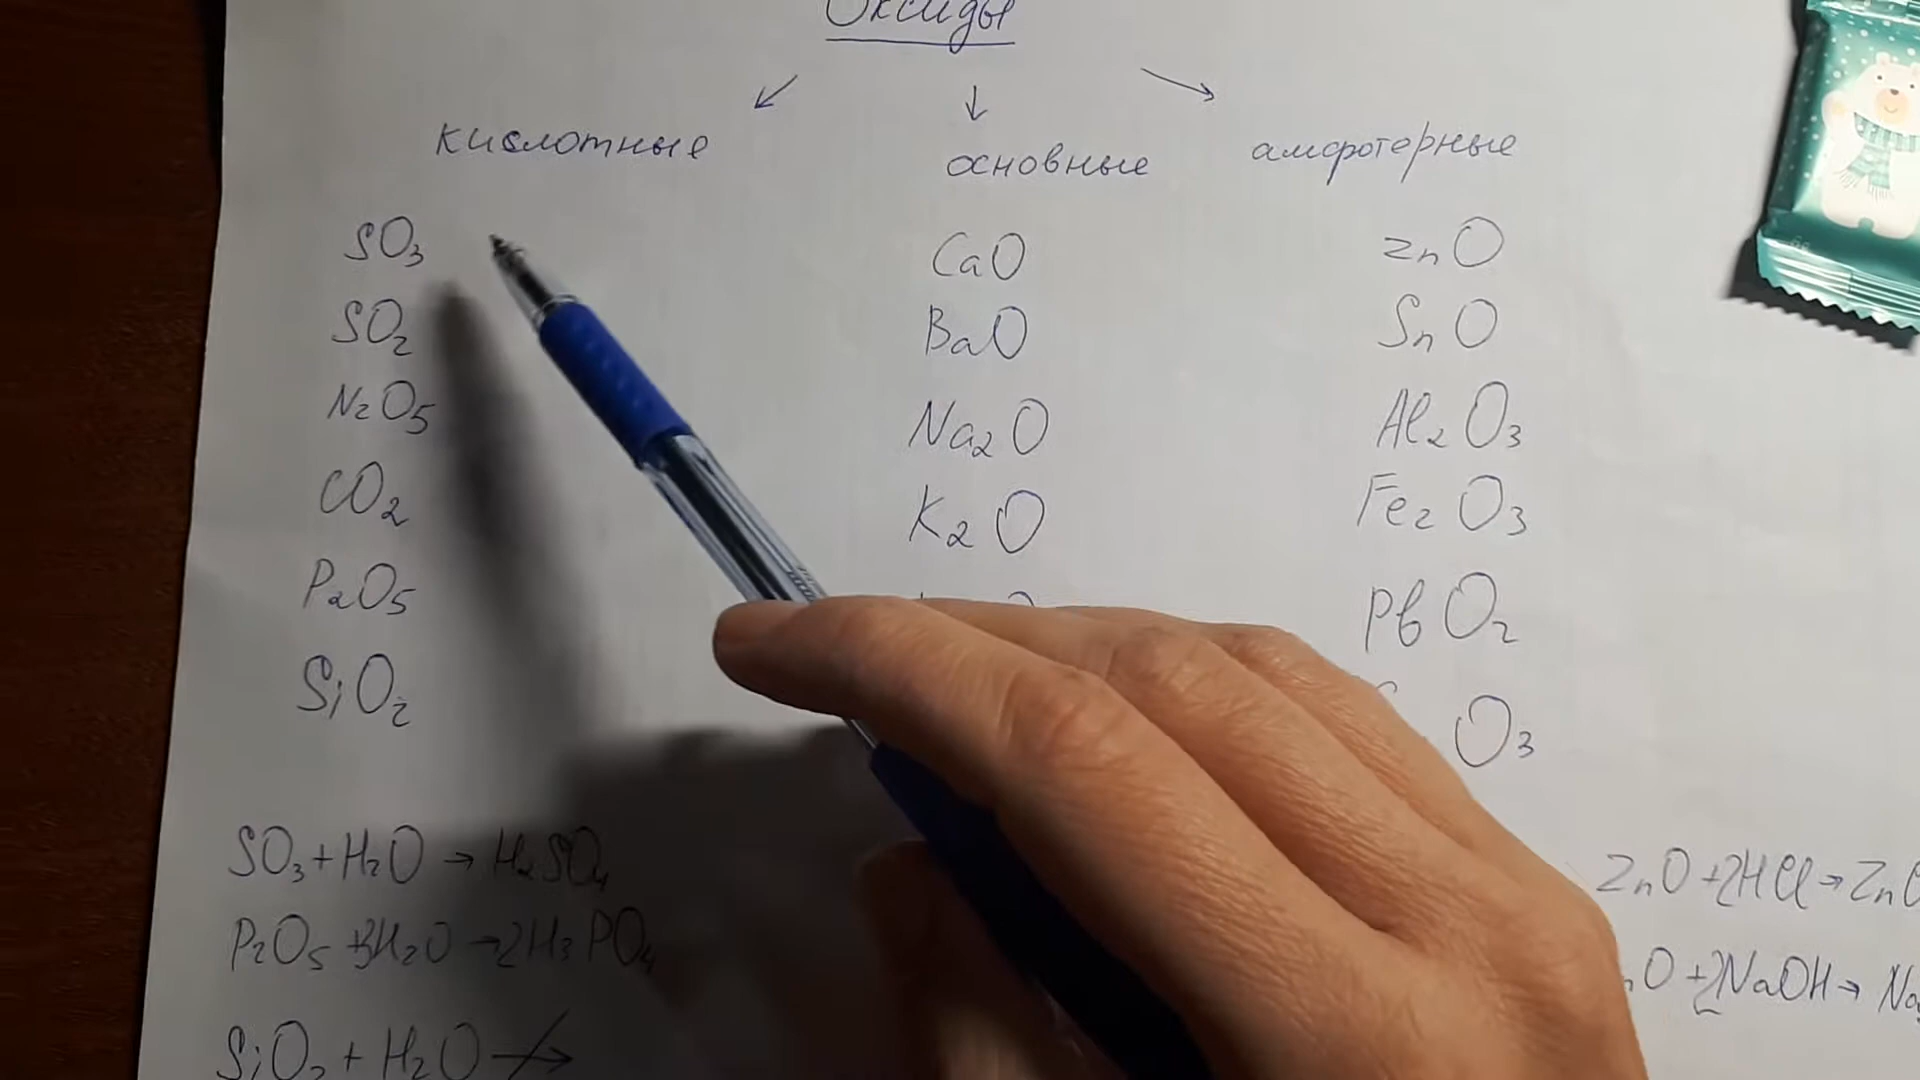 Оксиды
кислотные
основные
амфотерные
SO₃
SO₂
N₂O₅
CO₂
P₂O₅
SiO₂
CaO
BaO
Na₂O
K₂O
ZnO
SnO
Al₂O₃
Fe₂O₃
PbO₂
O₃
SO₃+H₂O → H₂SO₄
P₂O₅+3H₂O → 2H₃PO₄
SiO₂+H₂O ↛
ZnO+2HCl→Zn
O+2NaOH→Na